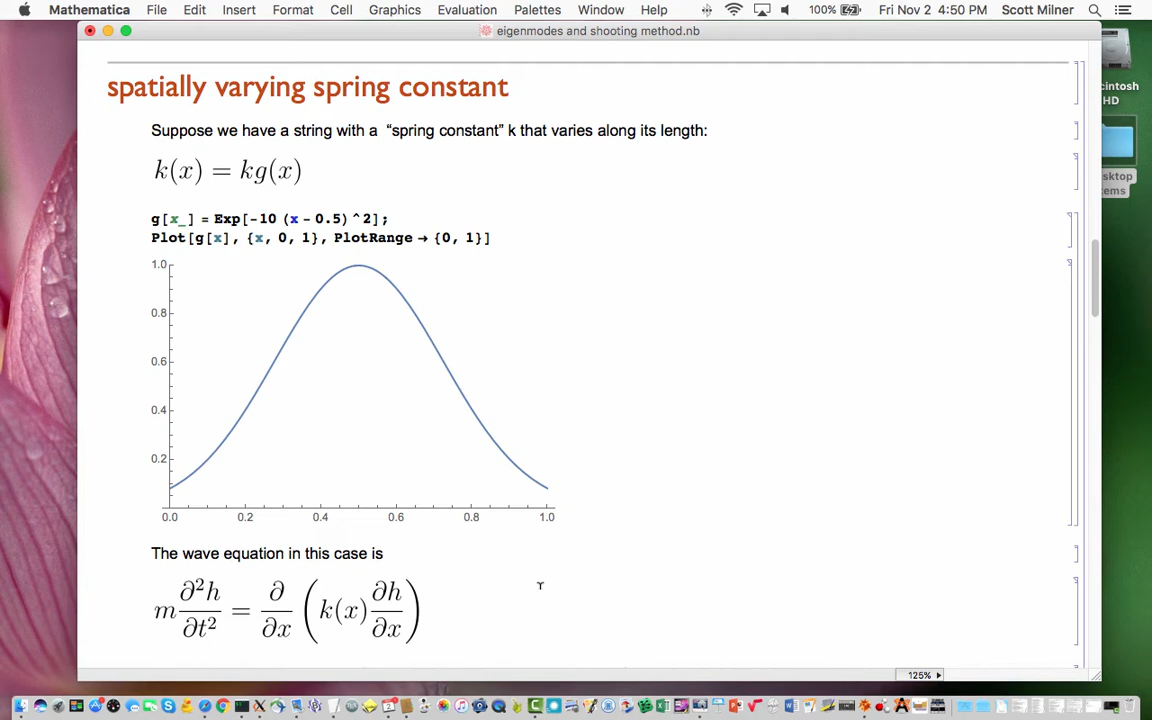 Mathematica File Edit Insert Format Cell Graphics Evaluation Palettes Window Help 100% Fri Nov 2 4:50 PM Scott Milner
eigenmodes and shooting method.nb
spatially varying spring constant
Suppose we have a string with a “spring constant” k that varies along its length:
k(x) = kg(x)
g[x_] = Exp[-10 (x - 0.5)^2];
Plot[g[x], {x, 0, 1}, PlotRange → {0, 1}]
1.0
0.8
0.6
0.4
0.2
0.0 0.2 0.4 0.6 0.8 1.0
The wave equation in this case is
m ∂²h/∂t² = ∂/∂x (k(x) ∂h/∂x)
125%
cintosh
HD
sktop
ems